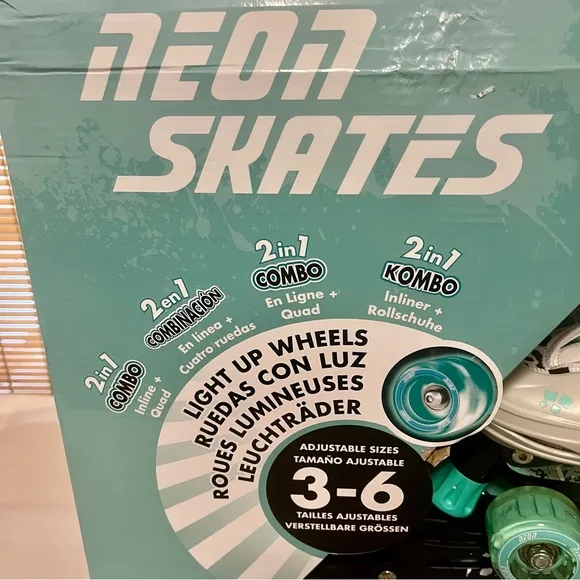 NEON
SKATES
2in1
COMBO
Inline +
Quad
2en1
COMBINACIÓN
En línea +
Cuatro ruedas
2in1
COMBO
En Ligne +
Quad
2in1
KOMBO
Inliner +
Rollschuhe
LIGHT UP WHEELS
RUEDAS CON LUZ
ROUES LUMINEUSES
LEUCHTRÄDER
ADJUSTABLE SIZES
TAMAÑO AJUSTABLE
3-6
TAILLES AJUSTABLES
VERSTELLBARE GRÖSSEN
neon